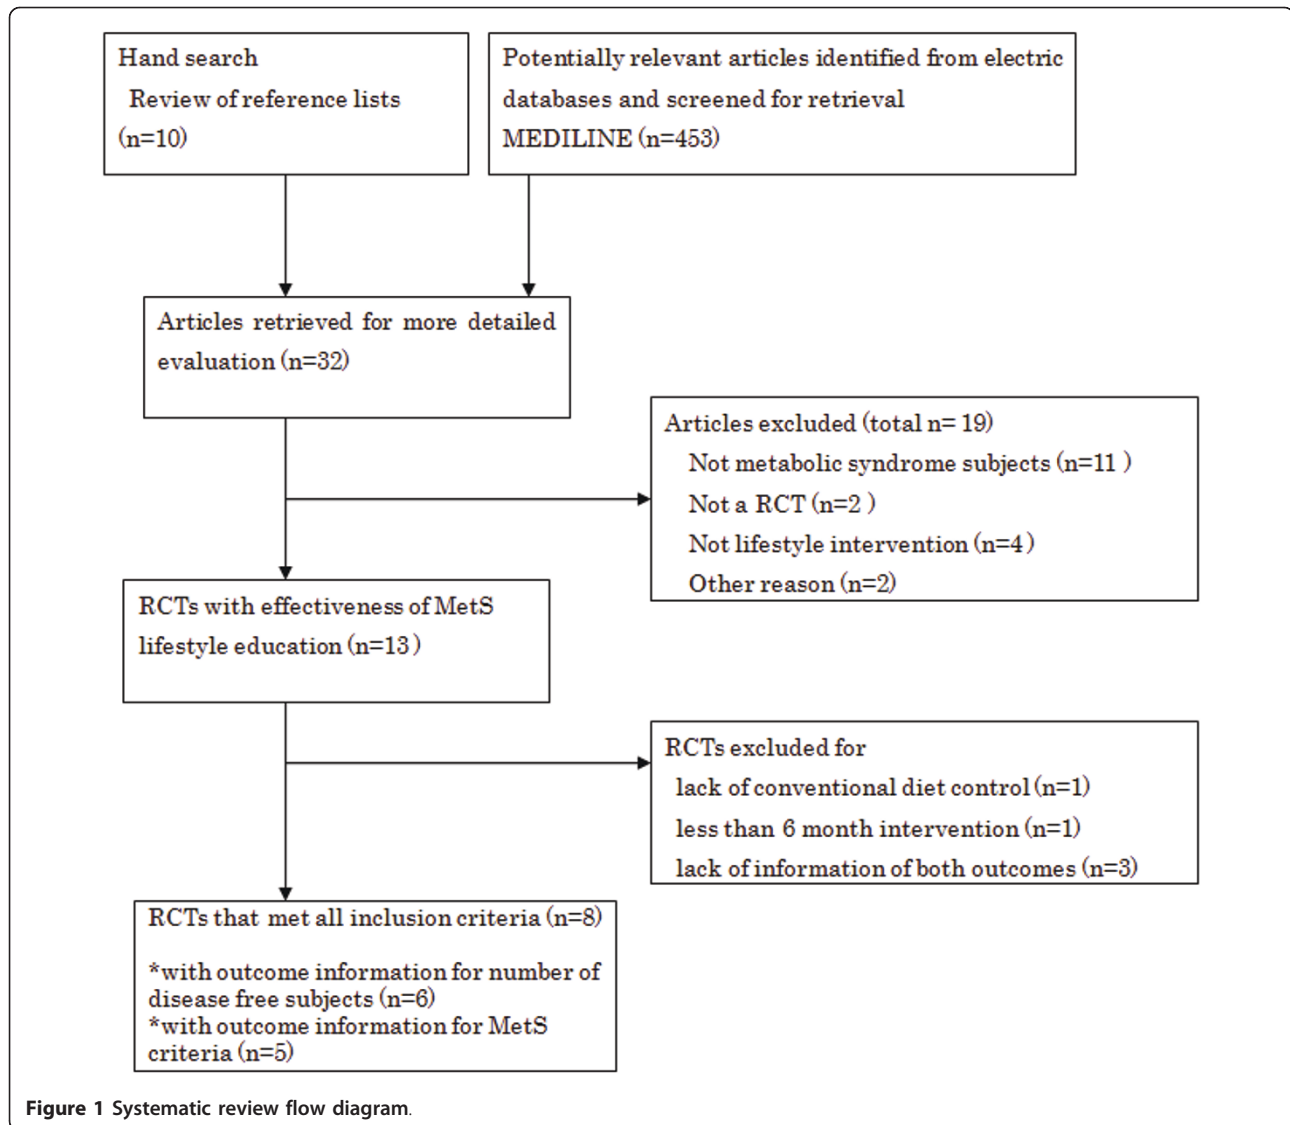 Hand search
Review of reference lists
(n=10)
Potentially relevant articles identified from electric
databases and screened for retrieval
MEDILINE (n=453)
Articles retrieved for more detailed
evaluation (n=32)
Articles excluded (total n= 19)
Not metabolic syndrome subjects (n=11 )
Not a RCT (n=2 )
Not lifestyle intervention (n=4)
Other reason (n=2)
RCTs with effectiveness of MetS
lifestyle education (n=13 )
RCTs excluded for
lack of conventional diet control (n=1)
less than 6 month intervention (n=1)
lack of information of both outcomes (n=3)
RCTs that met all inclusion criteria (n=8)
*with outcome information for number of
disease free subjects (n=6)
*with outcome information for MetS
criteria (n=5)
Figure 1 Systematic review flow diagram.